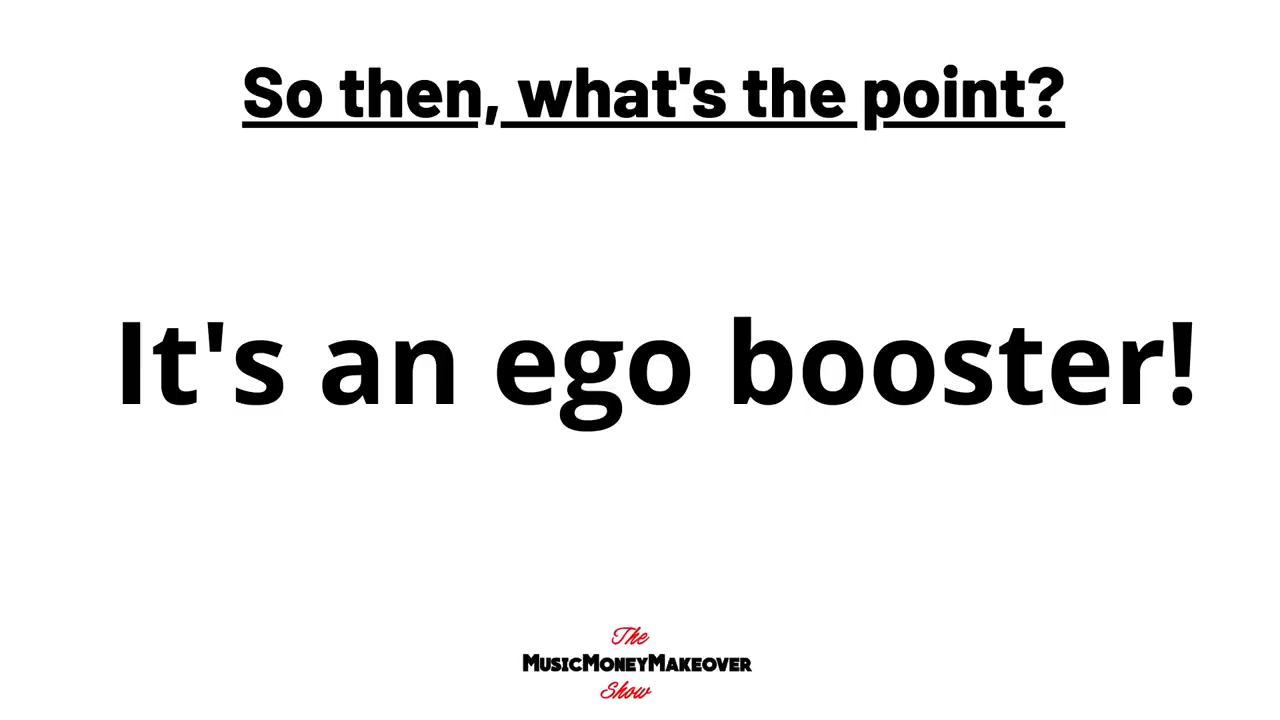 So then, what's the point?
It's an ego booster!
The
MusicMoneyMakeover
Show